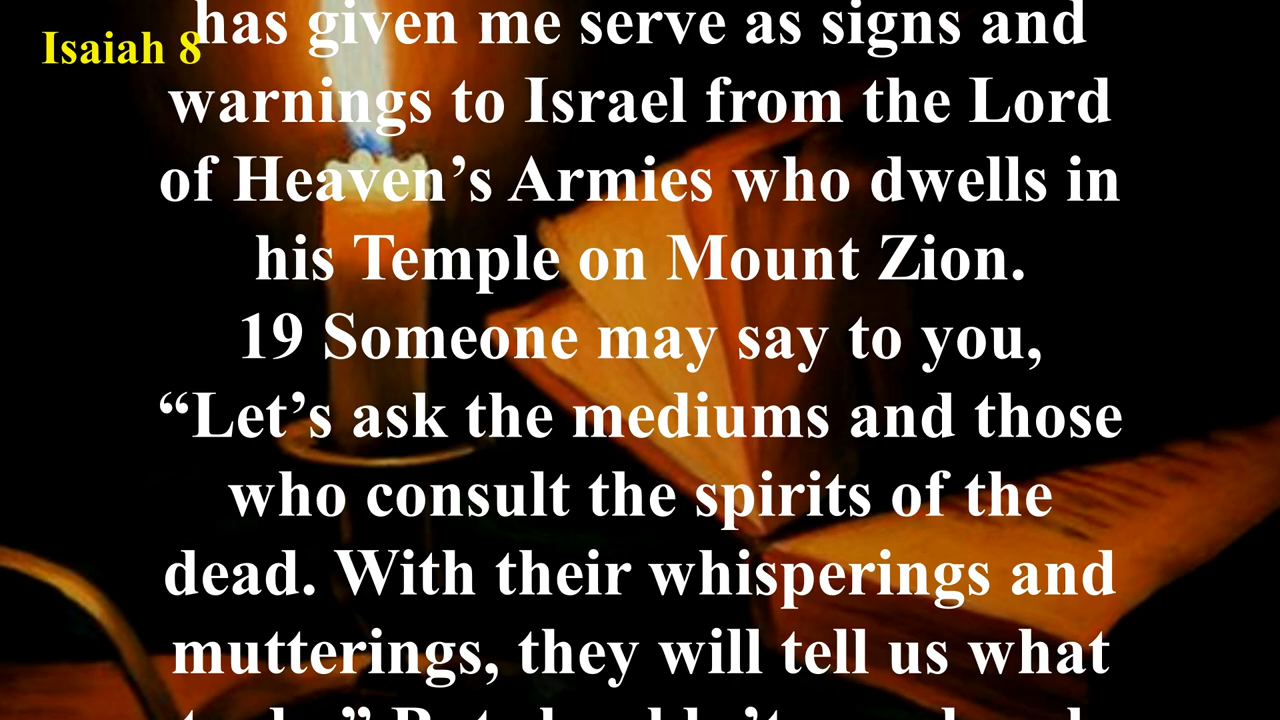 Isaiah 8
has given me serve as signs and
warnings to Israel from the Lord
of Heaven’s Armies who dwells in
his Temple on Mount Zion.
19 Someone may say to you,
“Let’s ask the mediums and those
who consult the spirits of the
dead. With their whisperings and
mutterings, they will tell us what